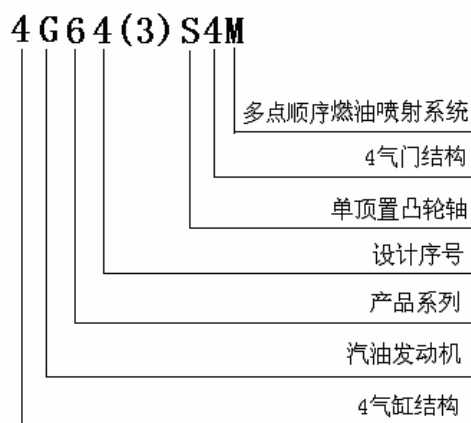 4G64(3)S4M
多点顺序燃油喷射系统
4气门结构
单顶置凸轮轴
设计序号
产品系列
汽油发动机
4气缸结构